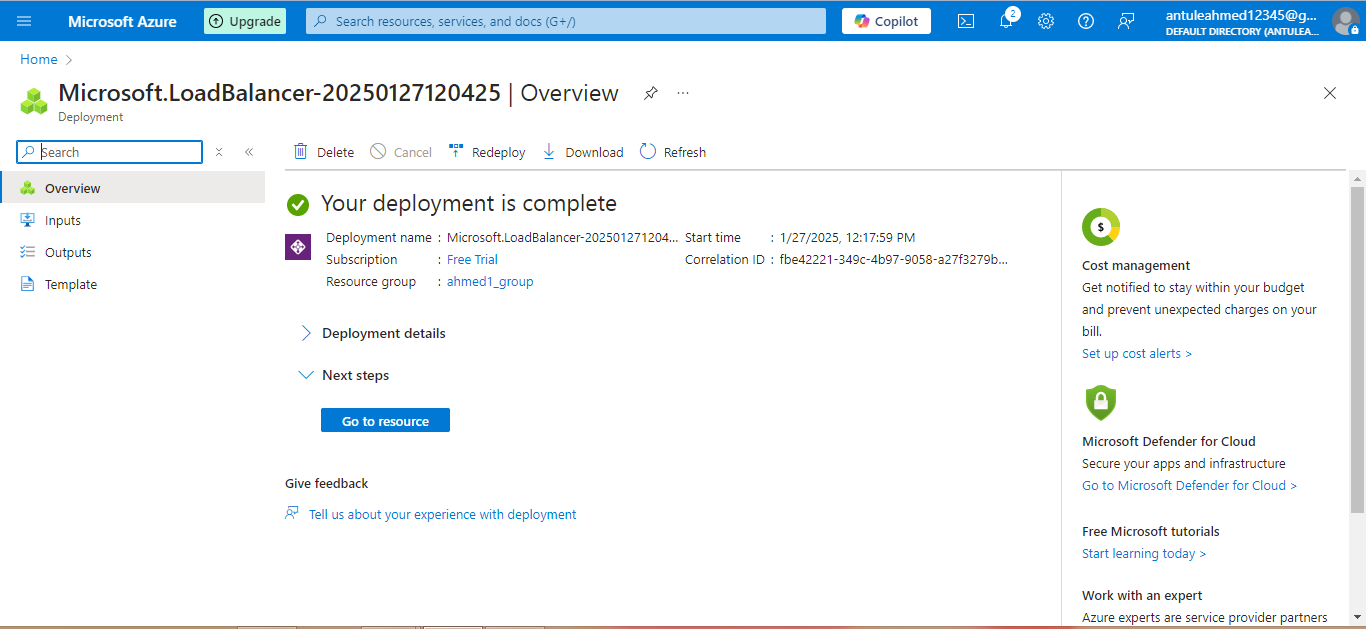 Microsoft Azure
Upgrade
Search resources, services, and docs (G+/)
Copilot
2
antuleahmed12345@g...
DEFAULT DIRECTORY (ANTULEA...
Home
Microsoft.LoadBalancer-20250127120425 | Overview
...
Deployment
Search
Delete
Cancel
Redeploy
Download
Refresh
Overview
Inputs
Outputs
Template
Your deployment is complete
Deployment name : Microsoft.LoadBalancer-202501271204...
Subscription : Free Trial
Resource group : ahmed1_group
Start time : 1/27/2025, 12:17:59 PM
Correlation ID : fbe42221-349c-4b97-9058-a27f3279b...
Deployment details
Next steps
Go to resource
Give feedback
Tell us about your experience with deployment
$
Cost management
Get notified to stay within your budget
and prevent unexpected charges on your
bill.
Set up cost alerts >
Microsoft Defender for Cloud
Secure your apps and infrastructure
Go to Microsoft Defender for Cloud >
Free Microsoft tutorials
Start learning today >
Work with an expert
Azure experts are service provider partners